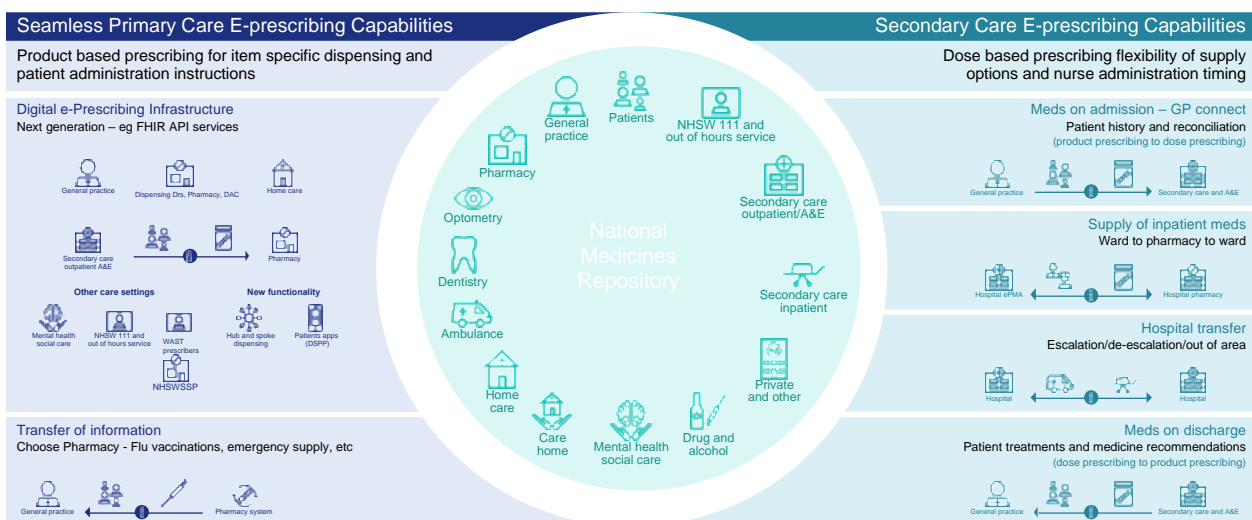 Seamless Primary Care E-prescribing Capabilities
Product based prescribing for item specific dispensing and
patient administration instructions
Digital e-Prescribing Infrastructure
Next generation – eg FHIR API services
General practice
Dispensing Drs, Pharmacy, DAC
Home care
Secondary care
outpatient A&E
Pharmacy
Other care settings
New functionality
Mental health
social care
NHSW 111 and
out of hours service
WAST
prescribers
Hub and spoke
dispensing
Patients apps
(DSPP)
NHSWSSP
Transfer of information
Choose Pharmacy - Flu vaccinations, emergency supply, etc
General practice
Pharmacy system
General
practice
Patients
NHSW 111 and
out of hours service
Pharmacy
Secondary care
outpatient/A&E
Optometry
National
Medicines
Repository
Dentistry
Secondary care
inpatient
Ambulance
Home
care
Private
and other
Care
home
Mental health
social care
Drug and
alcohol
Secondary Care E-prescribing Capabilities
Dose based prescribing flexibility of supply
options and nurse administration timing
Meds on admission – GP connect
Patient history and reconciliation
(product prescribing to dose prescribing)
General practice
Secondary care and A&E
Supply of inpatient meds
Ward to pharmacy to ward
Hospital ePMA
Hospital pharmacy
Hospital transfer
Escalation/de-escalation/out of area
Hospital
Hospital
Meds on discharge
Patient treatments and medicine recommendations
(dose prescribing to product prescribing)
General practice
Secondary care and A&E